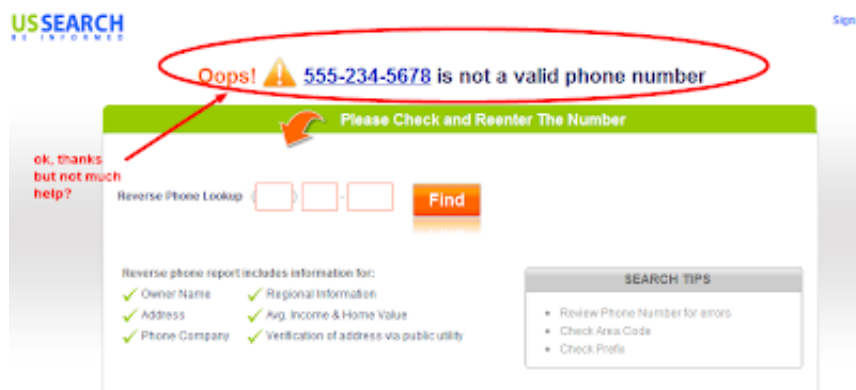 USSEARCH
BE INFORMED
Sign
Oops! 555-234-5678 is not a valid phone number
Please Check and Reenter The Number
ok, thanks
but not much
help?
Reverse Phone Lookup ( ) -
Find
Reverse phone report includes information for:
Owner Name
Regional Information
Address
Avg. Income & Home Value
Phone Company
Verification of address via public utility
SEARCH TIPS
Review Phone Number for errors
Check Area Code
Check Prefix